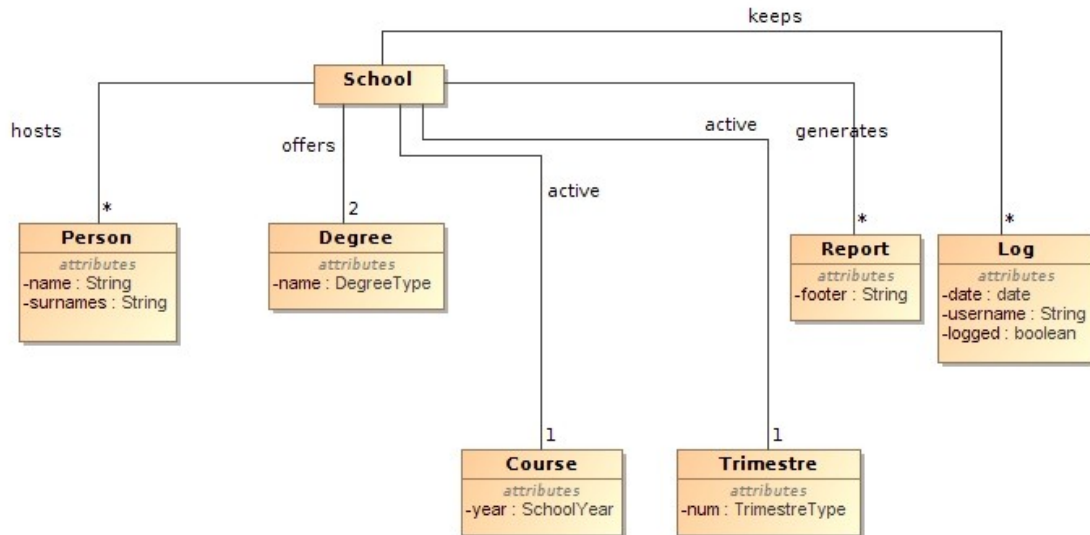 keeps
School
hosts
offers
active
generates
active
*
2
*
*
Person
attributes
-name : String
-surnames : String
Degree
attributes
-name : DegreeType
Report
attributes
-footer : String
Log
attributes
-date : date
-username : String
-logged : boolean
1
1
Course
attributes
-year : SchoolYear
Trimestre
attributes
-num : TrimestreType